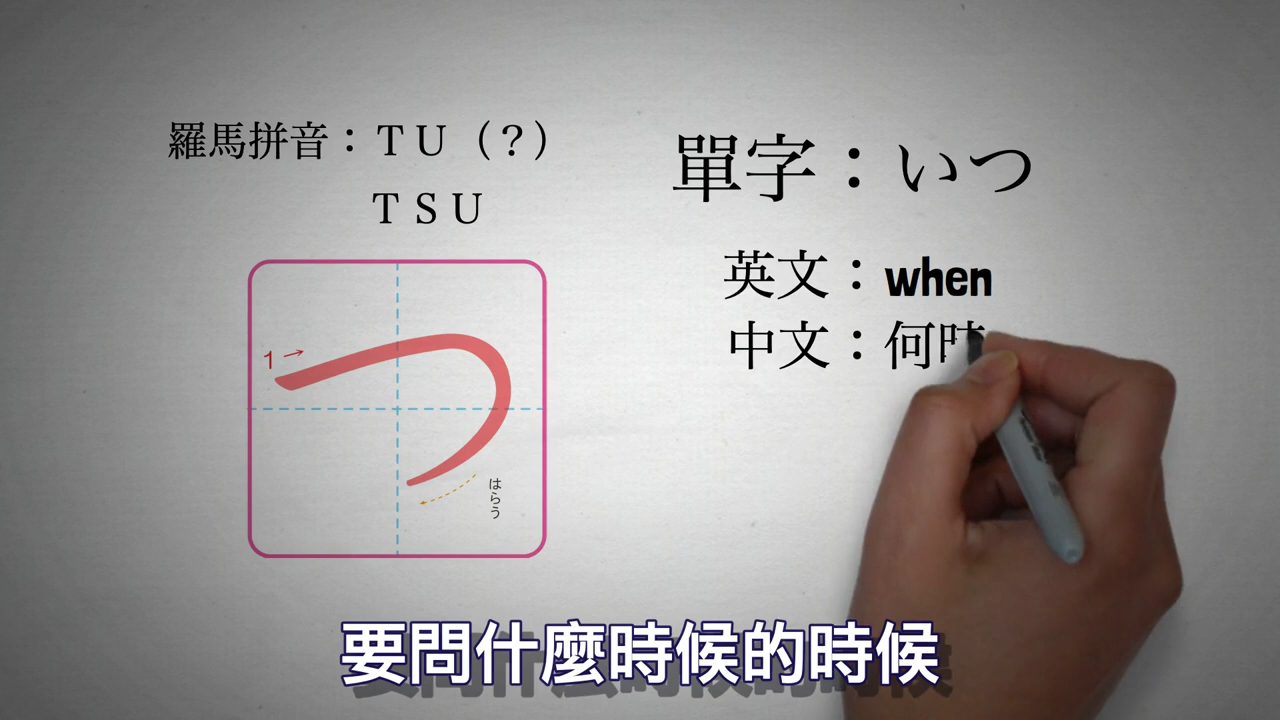 羅馬拼音：ＴＵ（？）
ＴＳＵ
1→
はらう
單字：いつ
英文：when
中文：何時
要問什麼時候的時候